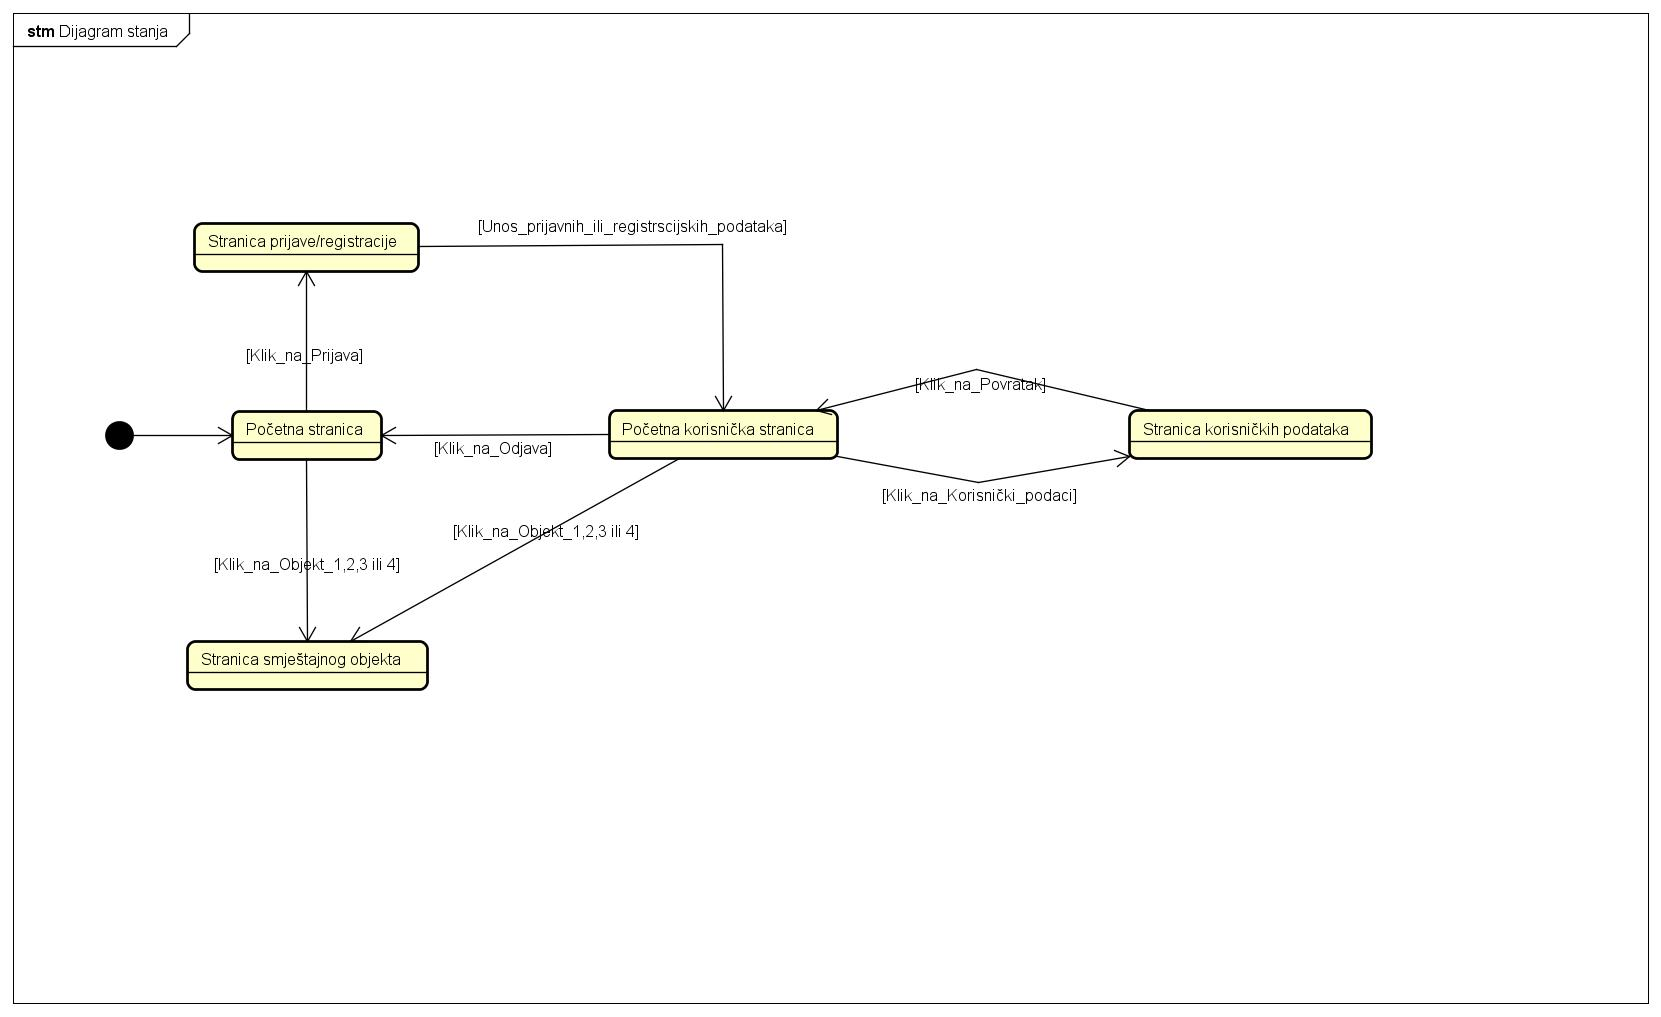 stm Dijagram stanja
[Unos_prijavnih_ili_registrscijskih_podataka]
Stranica prijave/registracije
[Klik_na_Prijava]
[Klik_na_Povratak]
Početna stranica
Početna korisnička stranica
Stranica korisničkih podataka
[Klik_na_Odjava]
[Klik_na_Korisnički_podaci]
[Klik_na_Objekt_1,2,3 ili 4]
[Klik_na_Objekt_1,2,3 ili 4]
Stranica smještajnog objekta